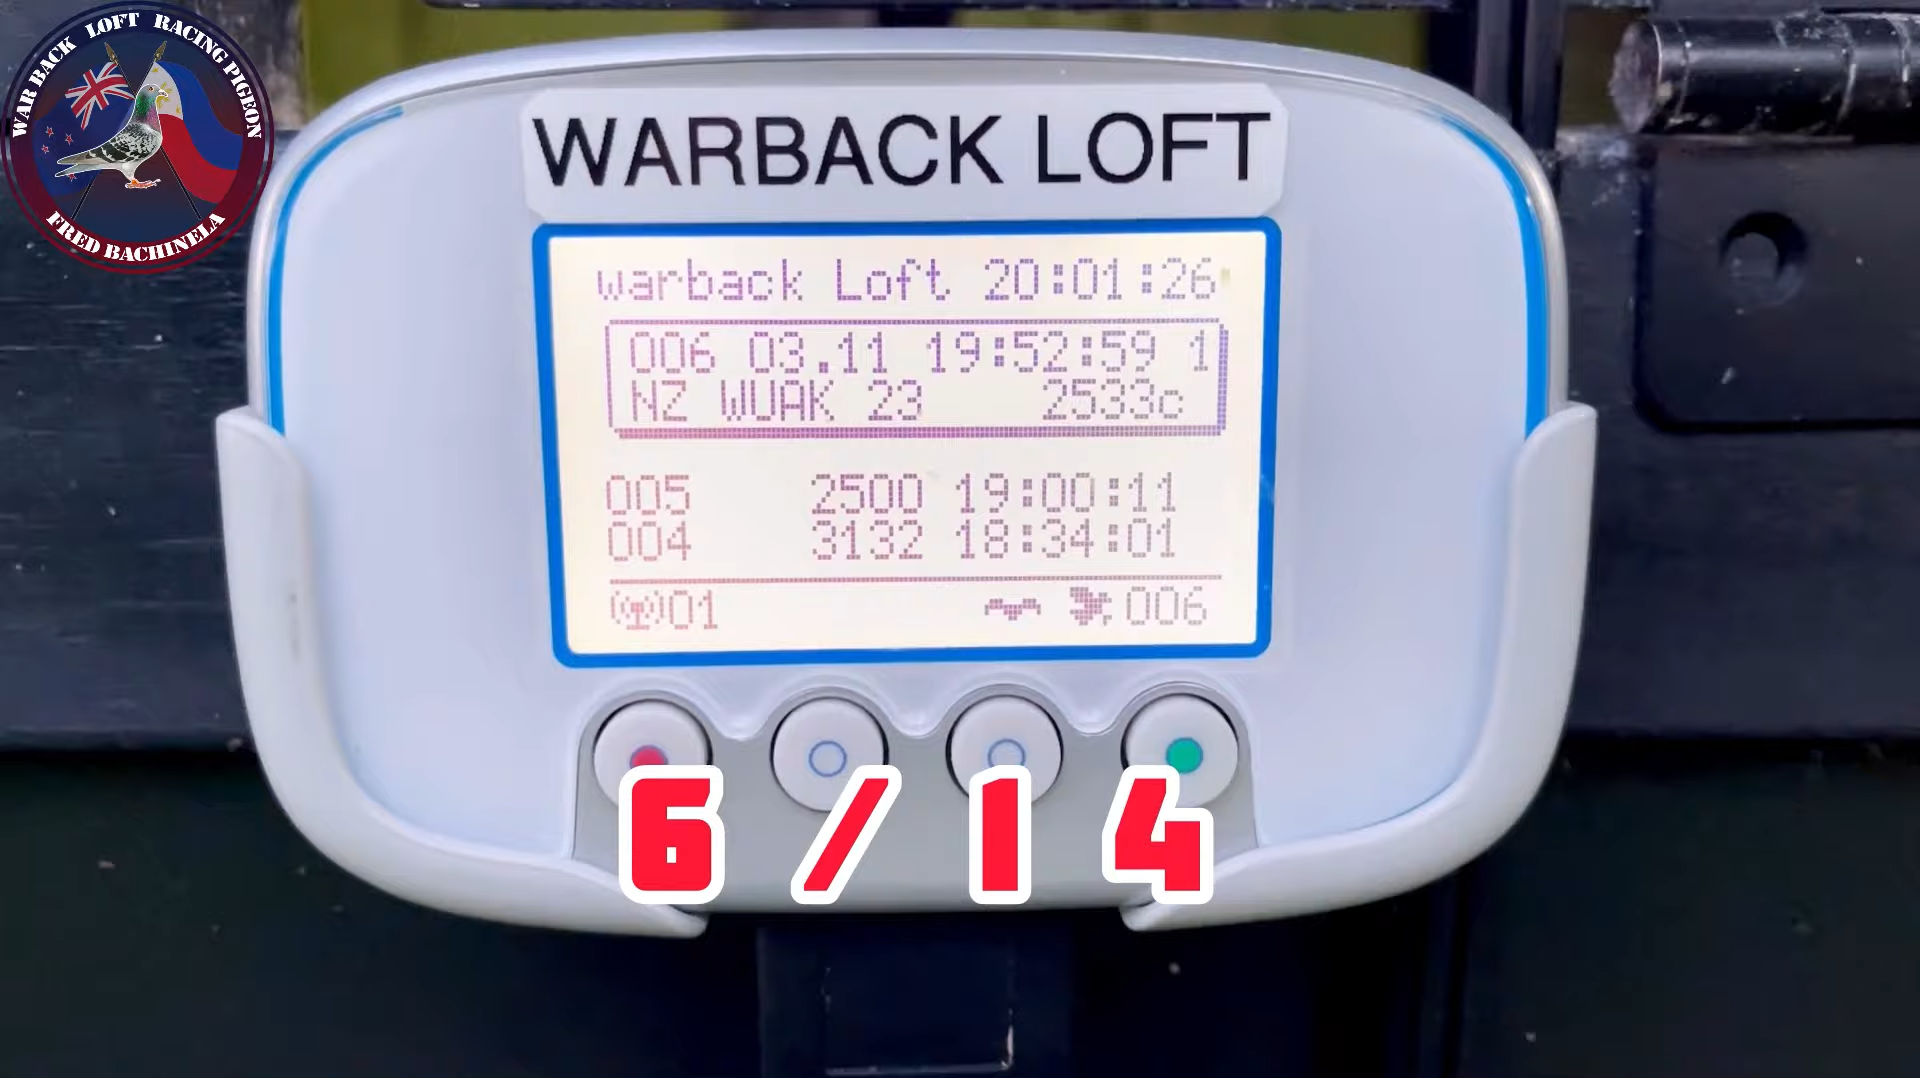 WAR BACK LOFT RACING PIGEON
FRED BACHINELA
WARBACK LOFT
warback Loft 20:01:26
006 03.11 19:52:59 1
NZ WUAK 23 2533c
005 2500 19:00:11
004 3132 18:34:01
01 006
6/14